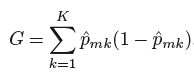 $G = \sum_{k=1}^{K} \hat{p}_{mk}(1 - \hat{p}_{mk})$